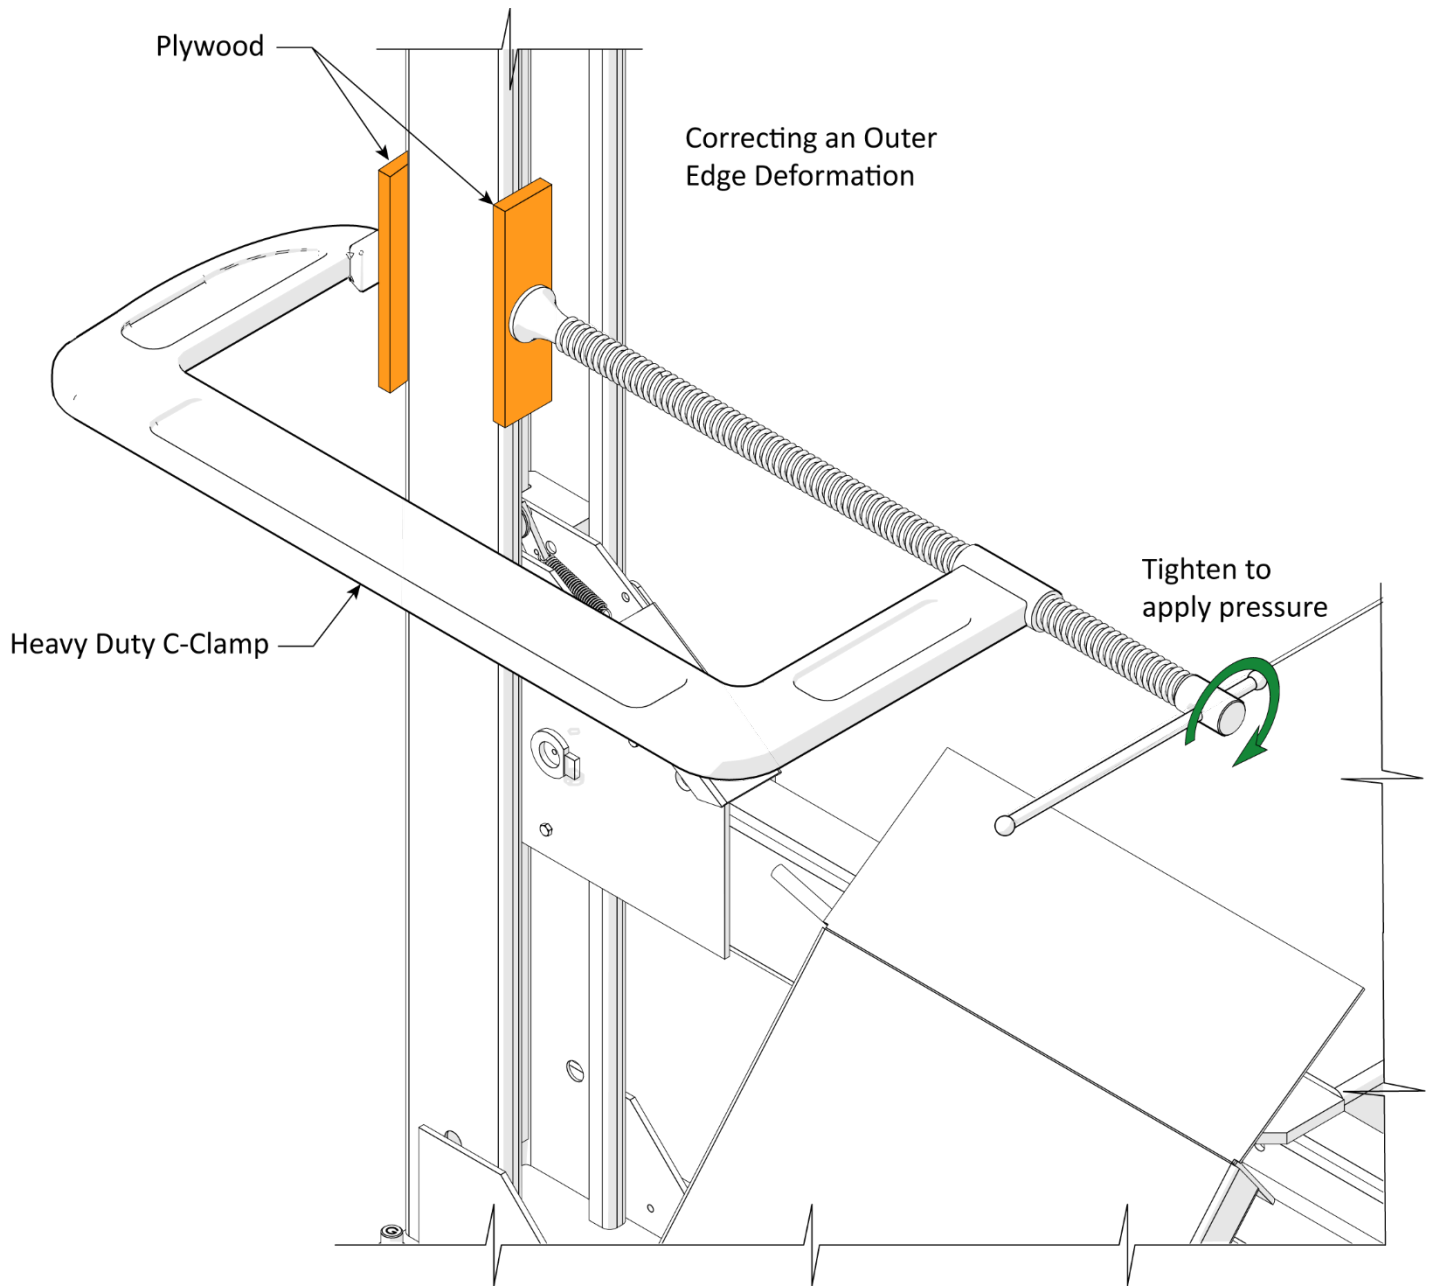 Plywood
Correcting an Outer
Edge Deformation
Tighten to
apply pressure
Heavy Duty C-Clamp